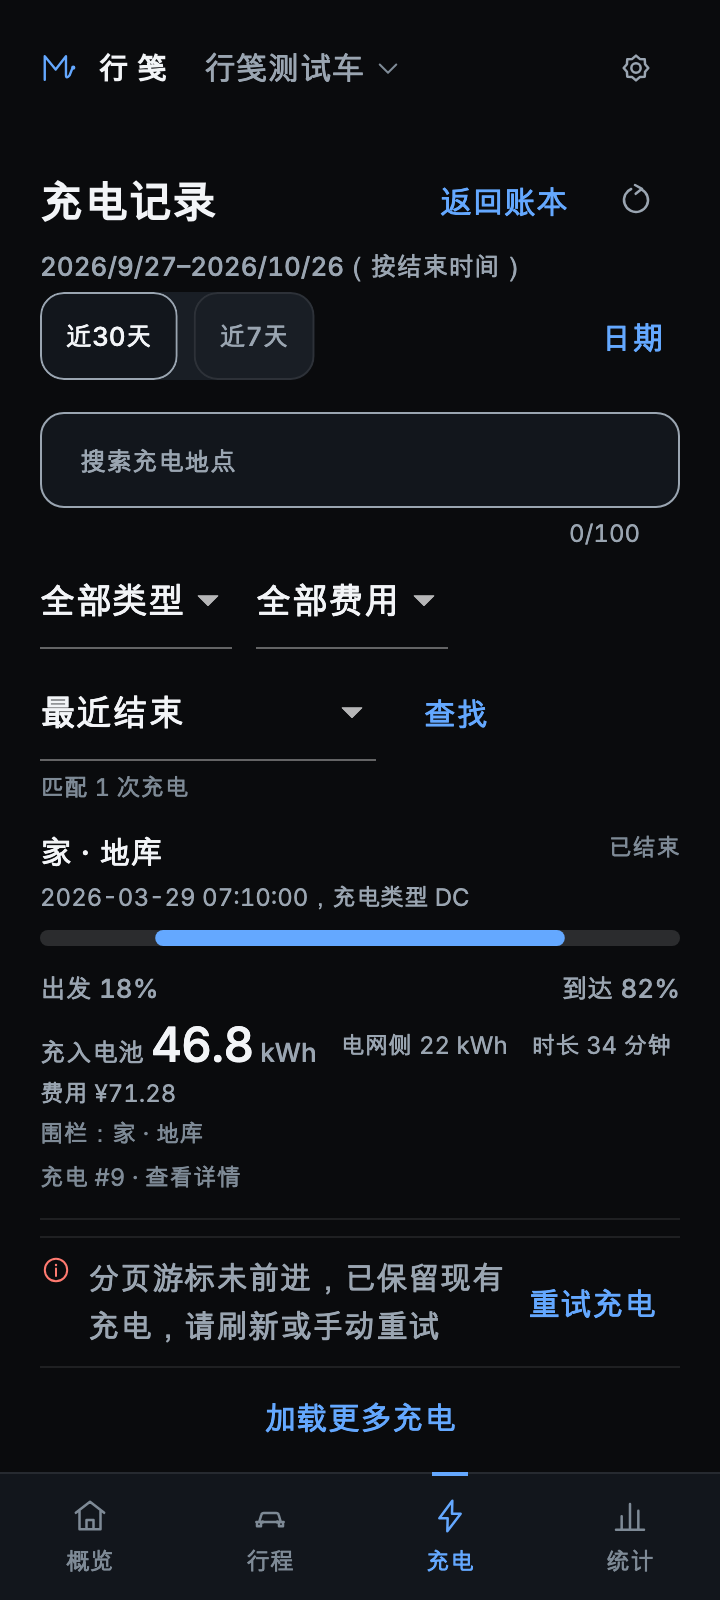 行笺 行笺测试车
充电记录 返回账本
2026/9/27–2026/10/26（按结束时间）
近30天 近7天 日期
搜索充电地点
0/100
全部类型 全部费用
最近结束 查找
匹配 1 次充电
家 · 地库 已结束
2026-03-29 07:10:00，充电类型 DC
出发 18% 到达 82%
充入电池 46.8 kWh 电网侧 22 kWh 时长 34 分钟
费用 ¥71.28
围栏：家 · 地库
充电 #9 · 查看详情
分页游标未前进，已保留现有
充电，请刷新或手动重试
重试充电
加载更多充电
概览 行程 充电 统计